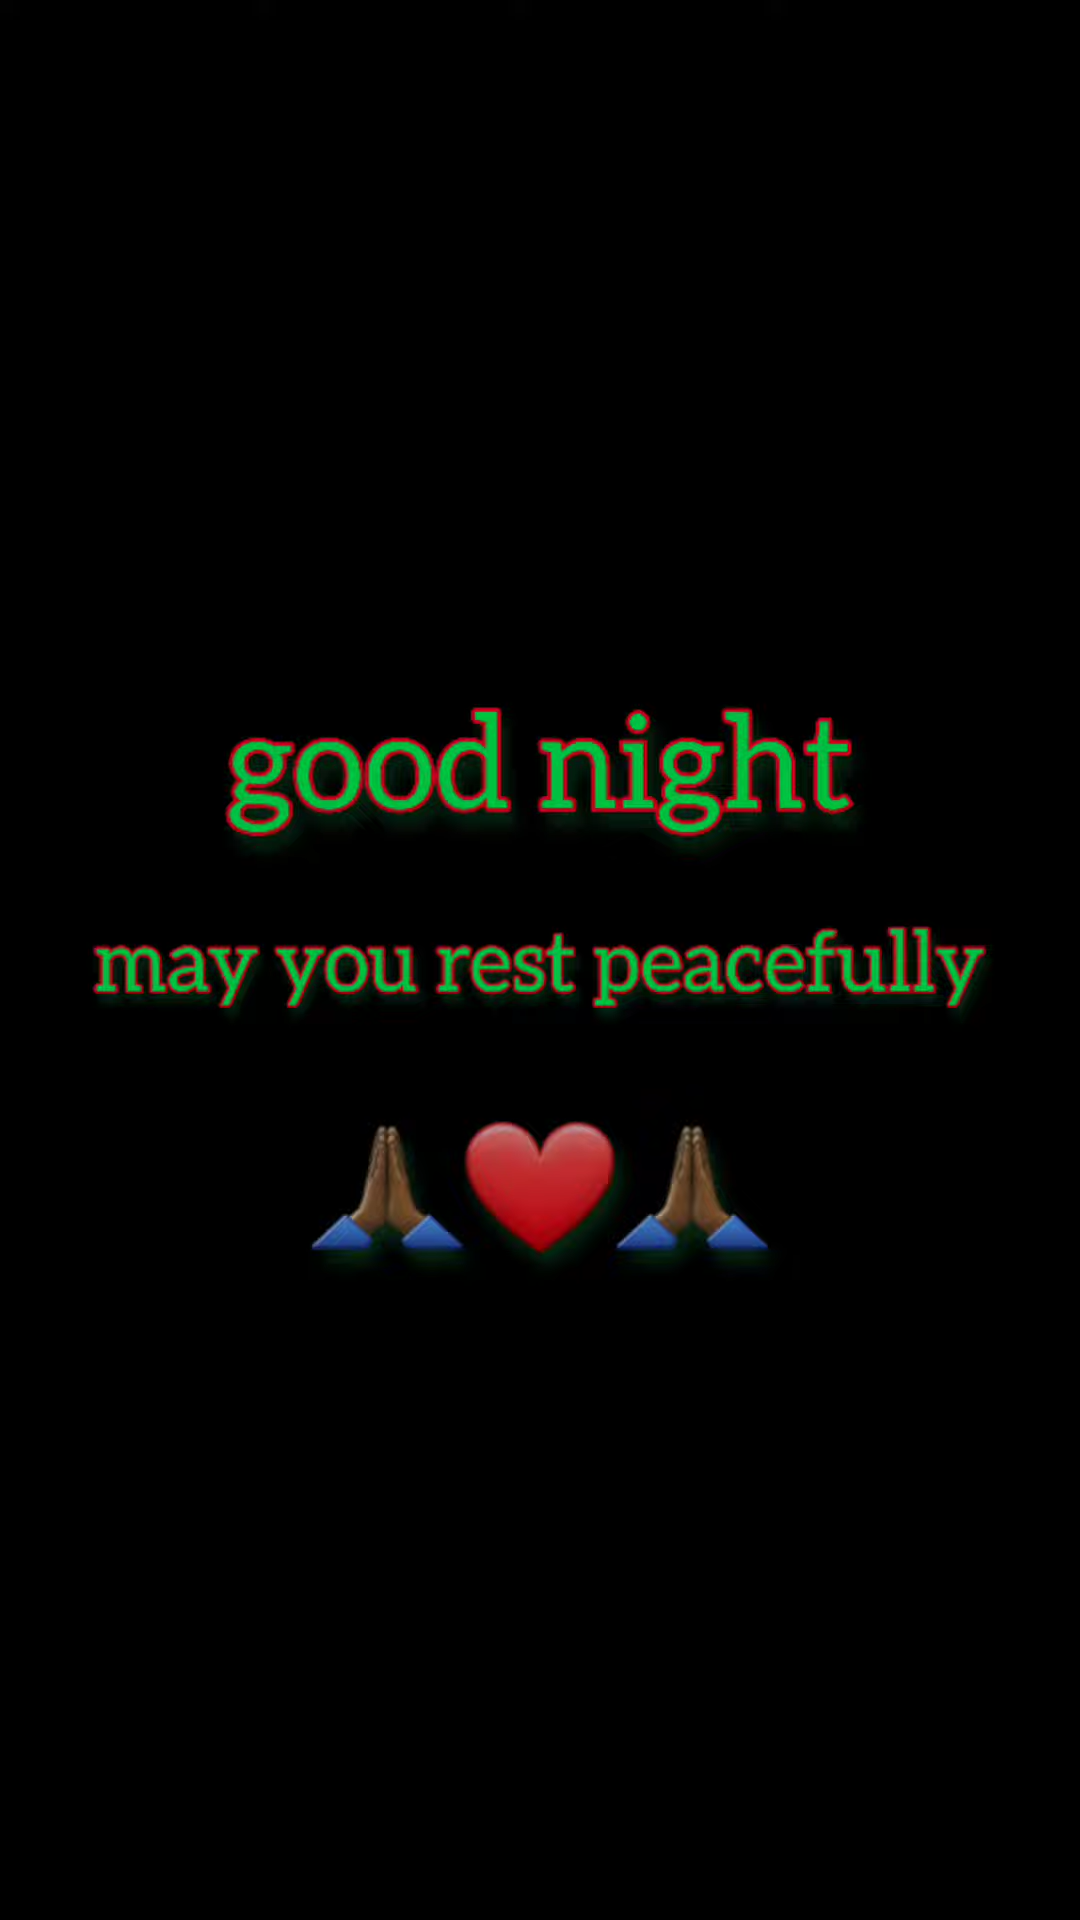 good night
may you rest peacefully
🙏🏾❤️🙏🏾